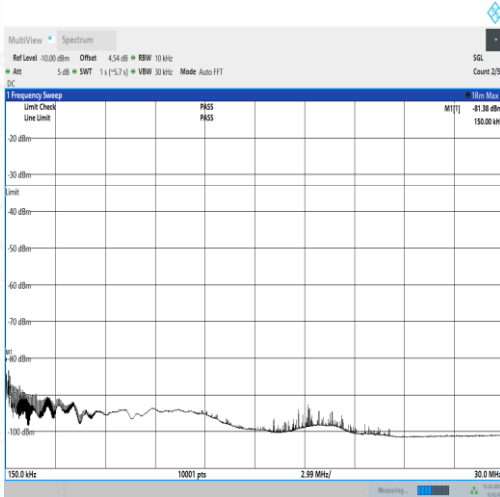 MultiView Spectrum
Ref Level -10.00 dBm Offset 4.54 dB RBW 10 kHz SGL
Att 5 dB SWT 1 s (~5.7 s) VBW 30 kHz Mode Auto FFT Count 2/5
DC
1 Frequency Sweep 1Rm Max
Limit Check PASS M1[1] -81.38 dBm
Line Limit PASS 150.00 kH
-20 dBm
-30 dBm
Limit
-40 dBm
-50 dBm
-60 dBm
-70 dBm
M1
-80 dBm
-100 dBm
150.0 kHz 10001 pts 2.99 MHz/ 30.0 MHz
Measuring...